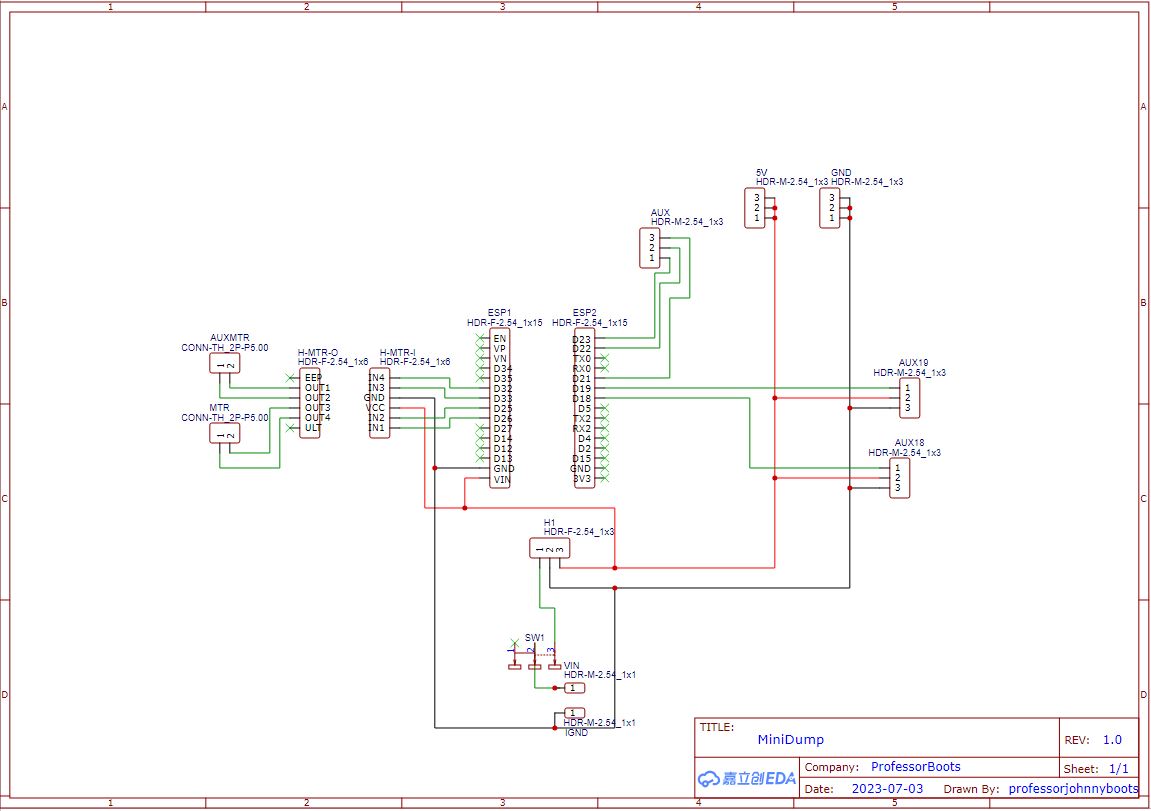 1 2 3 4 5
A A
5V
HDR-M-2.54_1x3
3
2
1
GND
HDR-M-2.54_1x3
3
2
1
AUX
HDR-M-2.54_1x3
3
2
1
B B
ESP1
HDR-F-2.54_1x15
EN
VP
VN
D34
D35
D32
D33
D25
D26
D27
D14
D12
D13
GND
VIN
ESP2
HDR-F-2.54_1x15
D23
D22
TX0
RX0
D21
D19
D18
D5
TX2
RX2
D4
D2
D15
GND
3V3
AUXMTR
CONN-TH_2P-P5.00
1 2
MTR
CONN-TH_2P-P5.00
1 2
H-MTR-O
HDR-F-2.54_1x6
EEP
OUT1
OUT2
OUT3
OUT4
ULT
H-MTR-I
HDR-F-2.54_1x6
IN4
IN3
GND
VCC
IN2
IN1
AUX19
HDR-M-2.54_1x3
1
2
3
AUX18
HDR-M-2.54_1x3
1
2
3
C C
H1
HDR-F-2.54_1x3
1 2 3
SW1
1 2 3
VIN
HDR-M-2.54_1x1
1
1
HDR-M-2.54_1x1
IGND
D D
TITLE:
MiniDump
REV: 1.0
嘉立创EDA
Company: ProfessorBoots
Sheet: 1/1
Date: 2023-07-03 Drawn By: professorjohnnyboots
1 2 3 4 5